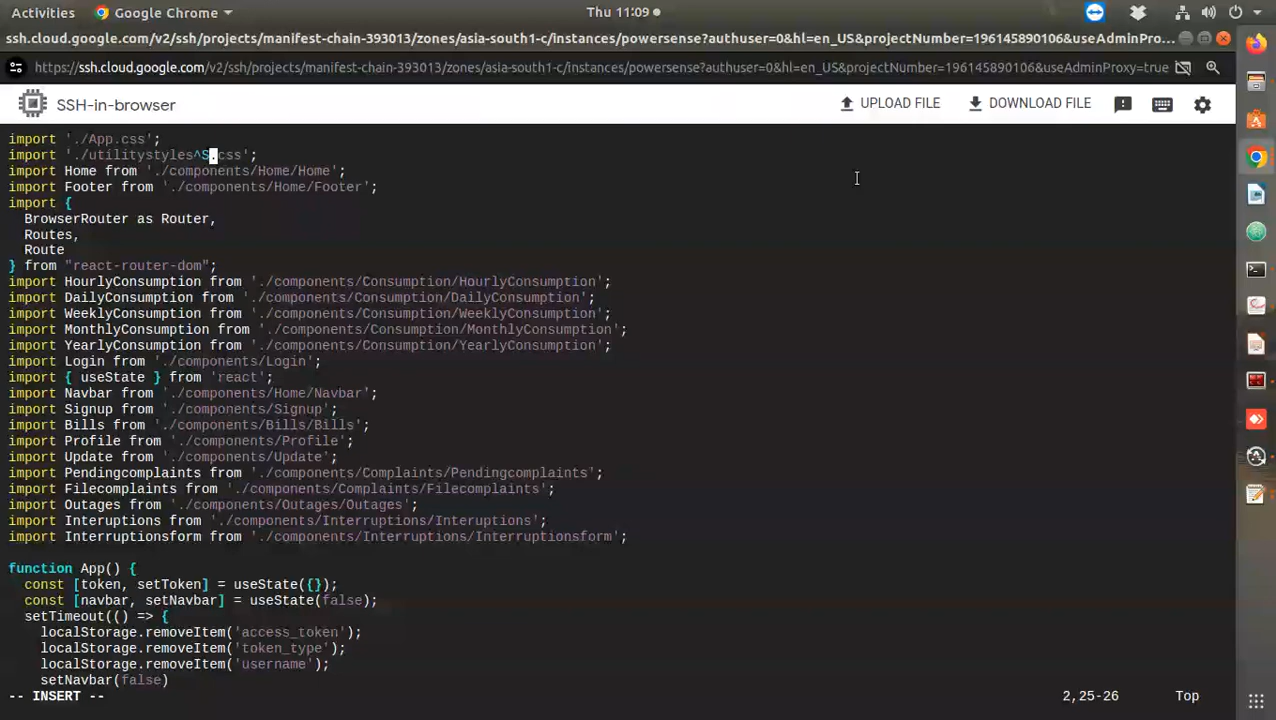 Activities Google Chrome Thu 11:09
ssh.cloud.google.com/v2/ssh/projects/manifest-chain-393013/zones/asia-south1-c/instances/powersense?authuser=0&hl=en_US&projectNumber=196145890106&useAdminPro...
https://ssh.cloud.google.com/v2/ssh/projects/manifest-chain-393013/zones/asia-south1-c/instances/powersense?authuser=0&hl=en_US&projectNumber=196145890106&useAdminProxy=true
SSH-in-browser UPLOAD FILE DOWNLOAD FILE
import './App.css';
import './utilitystyles^S.css';
import Home from './components/Home/Home';
import Footer from './components/Home/Footer';
import {
  BrowserRouter as Router,
  Routes,
  Route
} from "react-router-dom";
import HourlyConsumption from './components/Consumption/HourlyConsumption';
import DailyConsumption from './components/Consumption/DailyConsumption';
import WeeklyConsumption from './components/Consumption/WeeklyConsumption';
import MonthlyConsumption from './components/Consumption/MonthlyConsumption';
import YearlyConsumption from './components/Consumption/YearlyConsumption';
import Login from './components/Login';
import { useState } from 'react';
import Navbar from './components/Home/Navbar';
import Signup from './components/Signup';
import Bills from './components/Bills/Bills';
import Profile from './components/Profile';
import Update from './components/Update';
import Pendingcomplaints from './components/Complaints/Pendingcomplaints';
import Filecomplaints from './components/Complaints/Filecomplaints';
import Outages from './components/Outages/Outages';
import Interuptions from './components/Interruptions/Interuptions';
import Interruptionsform from './components/Interruptions/Interruptionsform';
function App() {
  const [token, setToken] = useState({});
  const [navbar, setNavbar] = useState(false);
  setTimeout(() => {
    localStorage.removeItem('access_token');
    localStorage.removeItem('token_type');
    localStorage.removeItem('username');
    setNavbar(false)
-- INSERT -- 2,25-26 Top